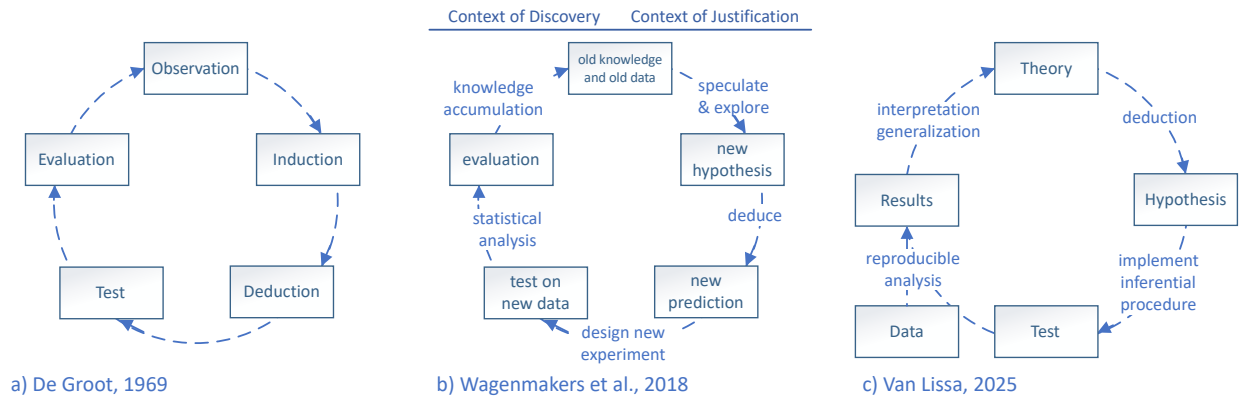 Context of Discovery
Context of Justification
Observation
Induction
Deduction
Test
Evaluation
a) De Groot, 1969
old knowledge
and old data
speculate
& explore
new
hypothesis
deduce
new
prediction
design new
experiment
test on
new data
statistical
analysis
evaluation
knowledge
accumulation
b) Wagenmakers et al., 2018
Theory
deduction
Hypothesis
implement
inferential
procedure
Test
Data
reproducible
analysis
Results
interpretation
generalization
c) Van Lissa, 2025